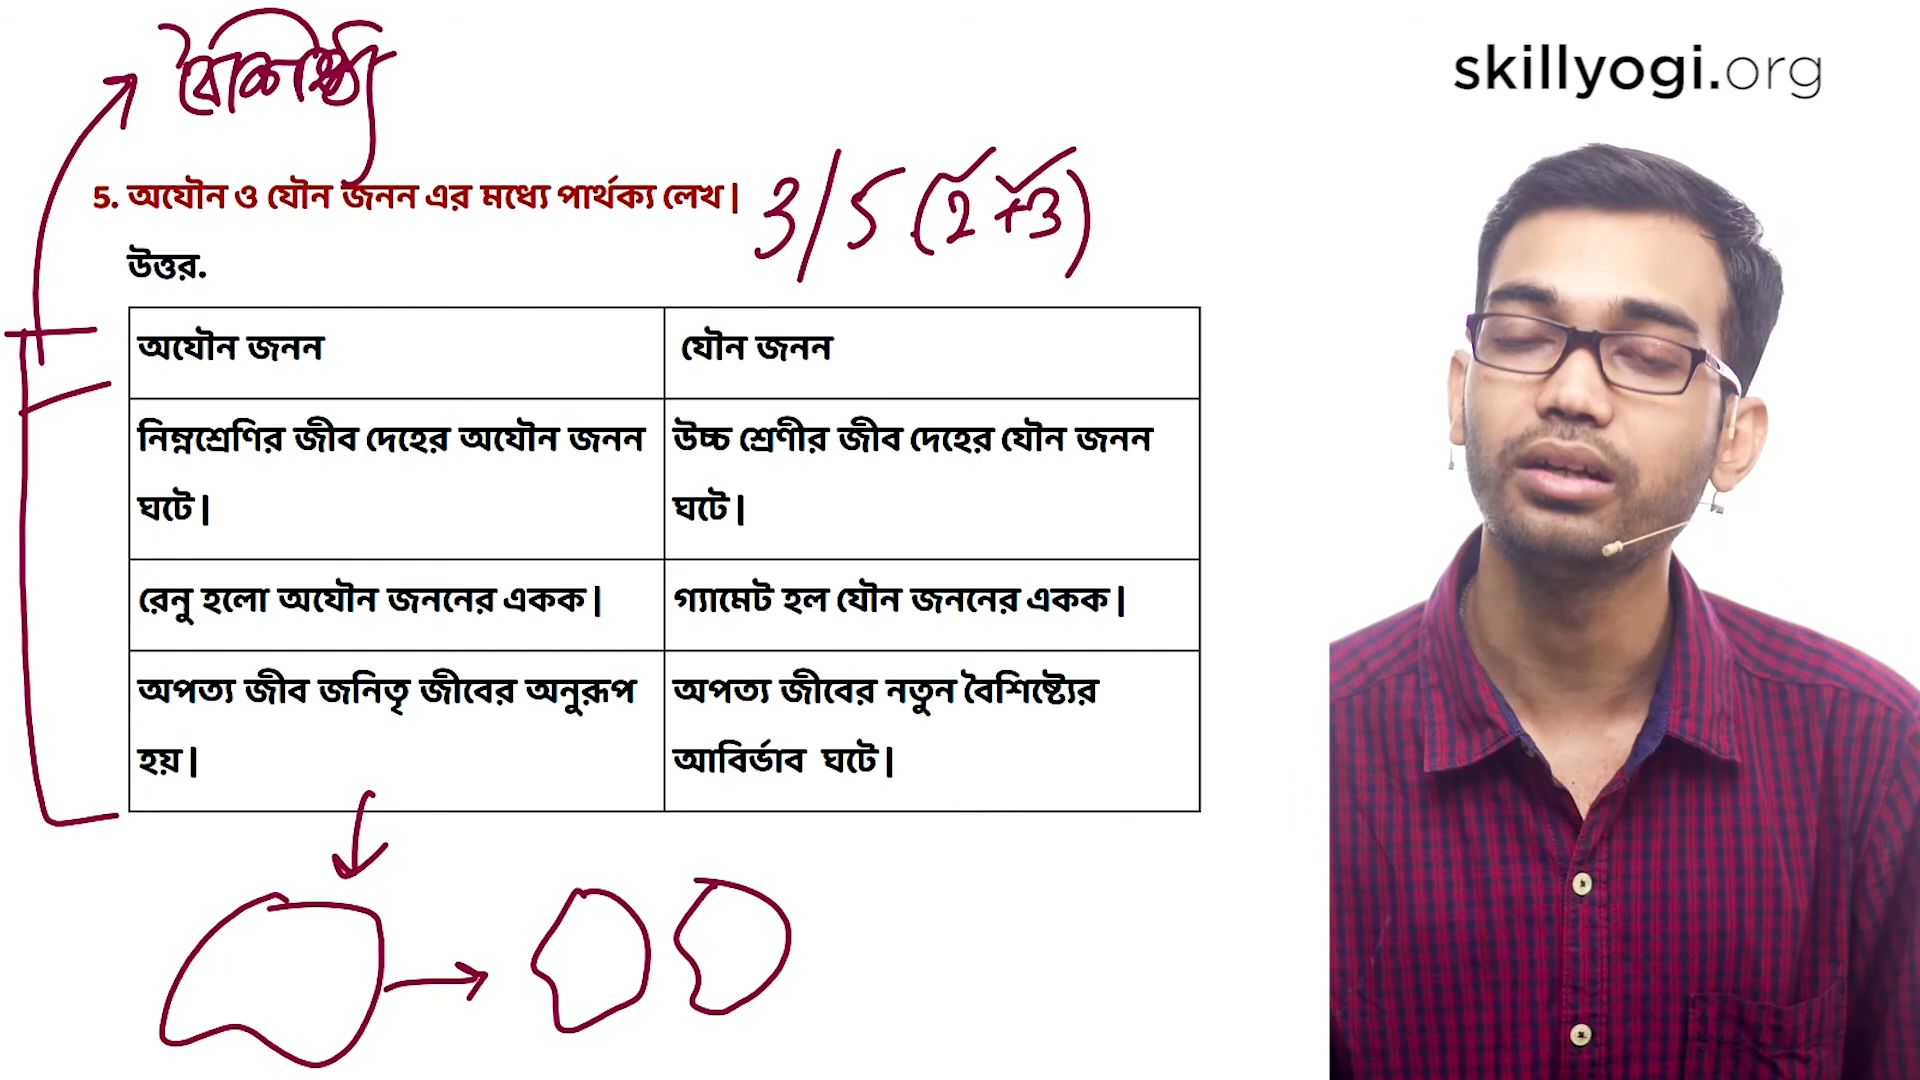 বৈশিষ্ট্য
skillyogi.org
5. অযৌন ও যৌন জনন এর মধ্যে পার্থক্য লেখ|
3/5 (2+3)
উত্তর.
অযৌন জনন
যৌন জনন
নিম্নশ্রেণির জীব দেহের অযৌন জনন
ঘটে|
উচ্চ শ্রেণীর জীব দেহের যৌন জনন
ঘটে|
রেনু হলো অযৌন জননের একক|
গ্যামেট হল যৌন জননের একক|
অপত্য জীব জনিতৃ জীবের অনুরূপ
হয়|
অপত্য জীবের নতুন বৈশিষ্ট্যের
আবির্ভাব ঘটে|